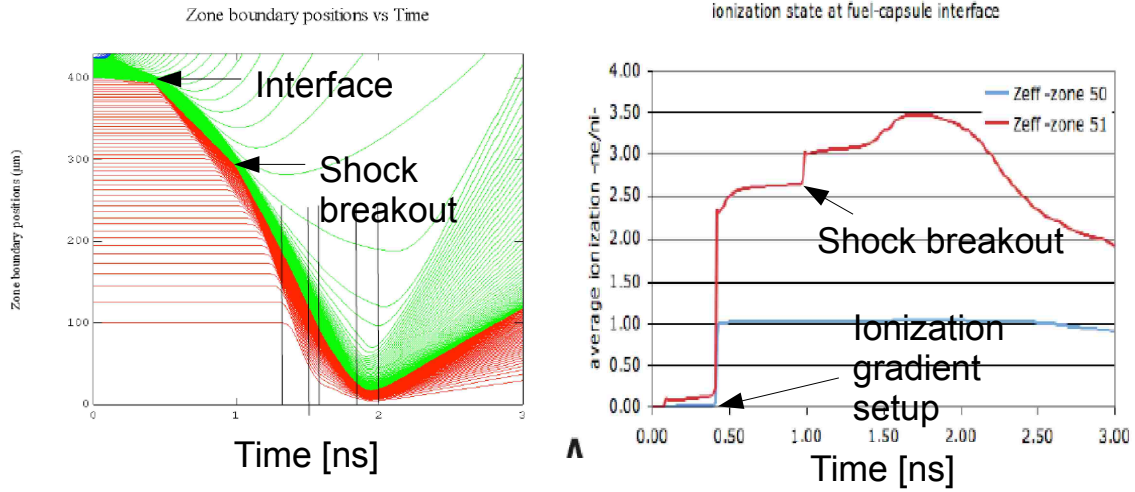 Zone boundary positions vs Time
Zone boundary positions (μm)
400
300
200
100
0
0
1
2
3
Interface
Shock
breakout
Time [ns]
ionization state at fuel-capsule interface
average ionization -ne/ni-
4.00
3.50
3.00
2.50
2.00
1.50
1.00
0.50
0.00
0.00
0.50
1.00
1.50
2.00
2.50
3.00
Zeff -zone 50
Zeff -zone 51
Shock breakout
Ionization
gradient
setup
Time [ns]